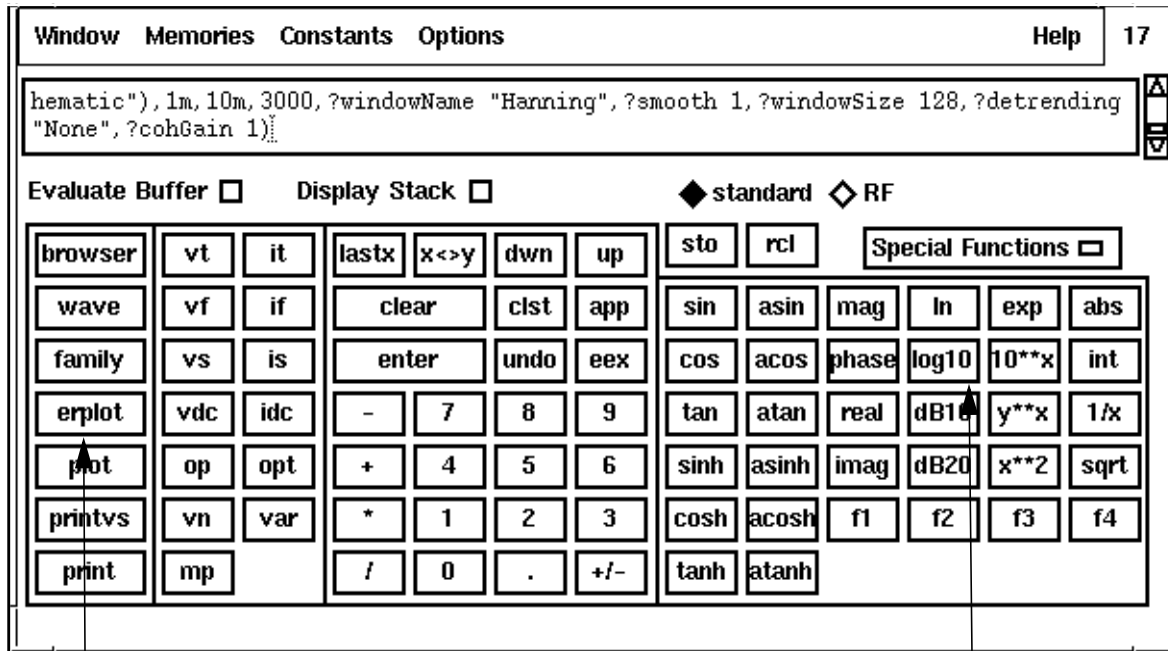 Window Memories Constants Options Help 17
hematic"),1m,10m,3000,?windowName "Hanning",?smooth 1,?windowSize 128,?detrending
"None",?cohGain 1)
Evaluate Buffer Display Stack standard RF
browser vt it lastx x<>y dwn up sto rcl Special Functions
wave vf if clear clst app sin asin mag ln exp abs
family vs is enter undo eex cos acos phase log10 10**x int
erplot vdc idc - 7 8 9 tan atan real dB10 y**x 1/x
plot op opt + 4 5 6 sinh asinh imag dB20 x**2 sqrt
printvs vn var * 1 2 3 cosh acosh f1 f2 f3 f4
print mp / 0 . +/- tanh atanh